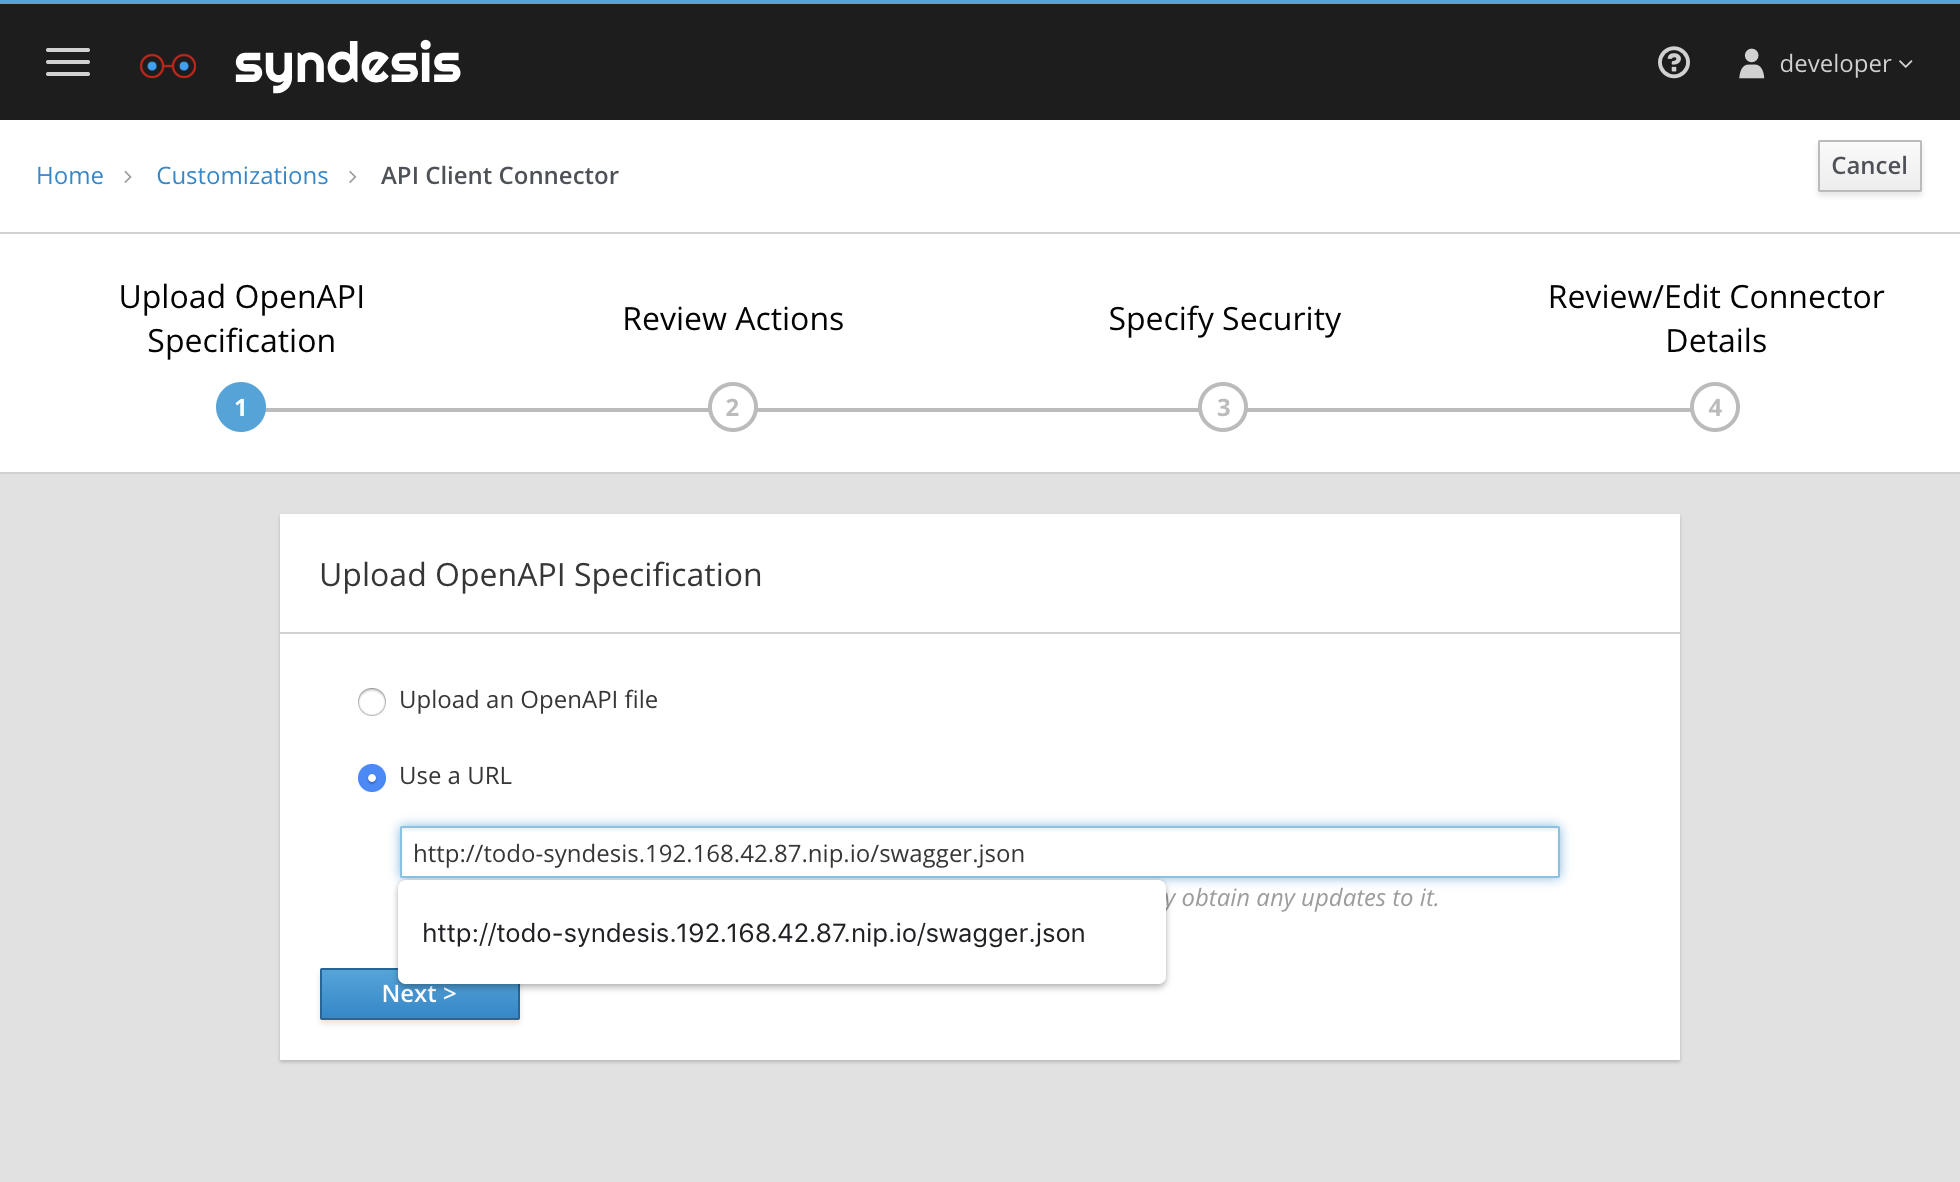 syndesis
developer
Home > Customizations > API Client Connector
Cancel
Upload OpenAPI
Specification
Review Actions
Specify Security
Review/Edit Connector
Details
1
2
3
4
Upload OpenAPI Specification
Upload an OpenAPI file
Use a URL
http://todo-syndesis.192.168.42.87.nip.io/swagger.json
obtain any updates to it.
http://todo-syndesis.192.168.42.87.nip.io/swagger.json
Next >